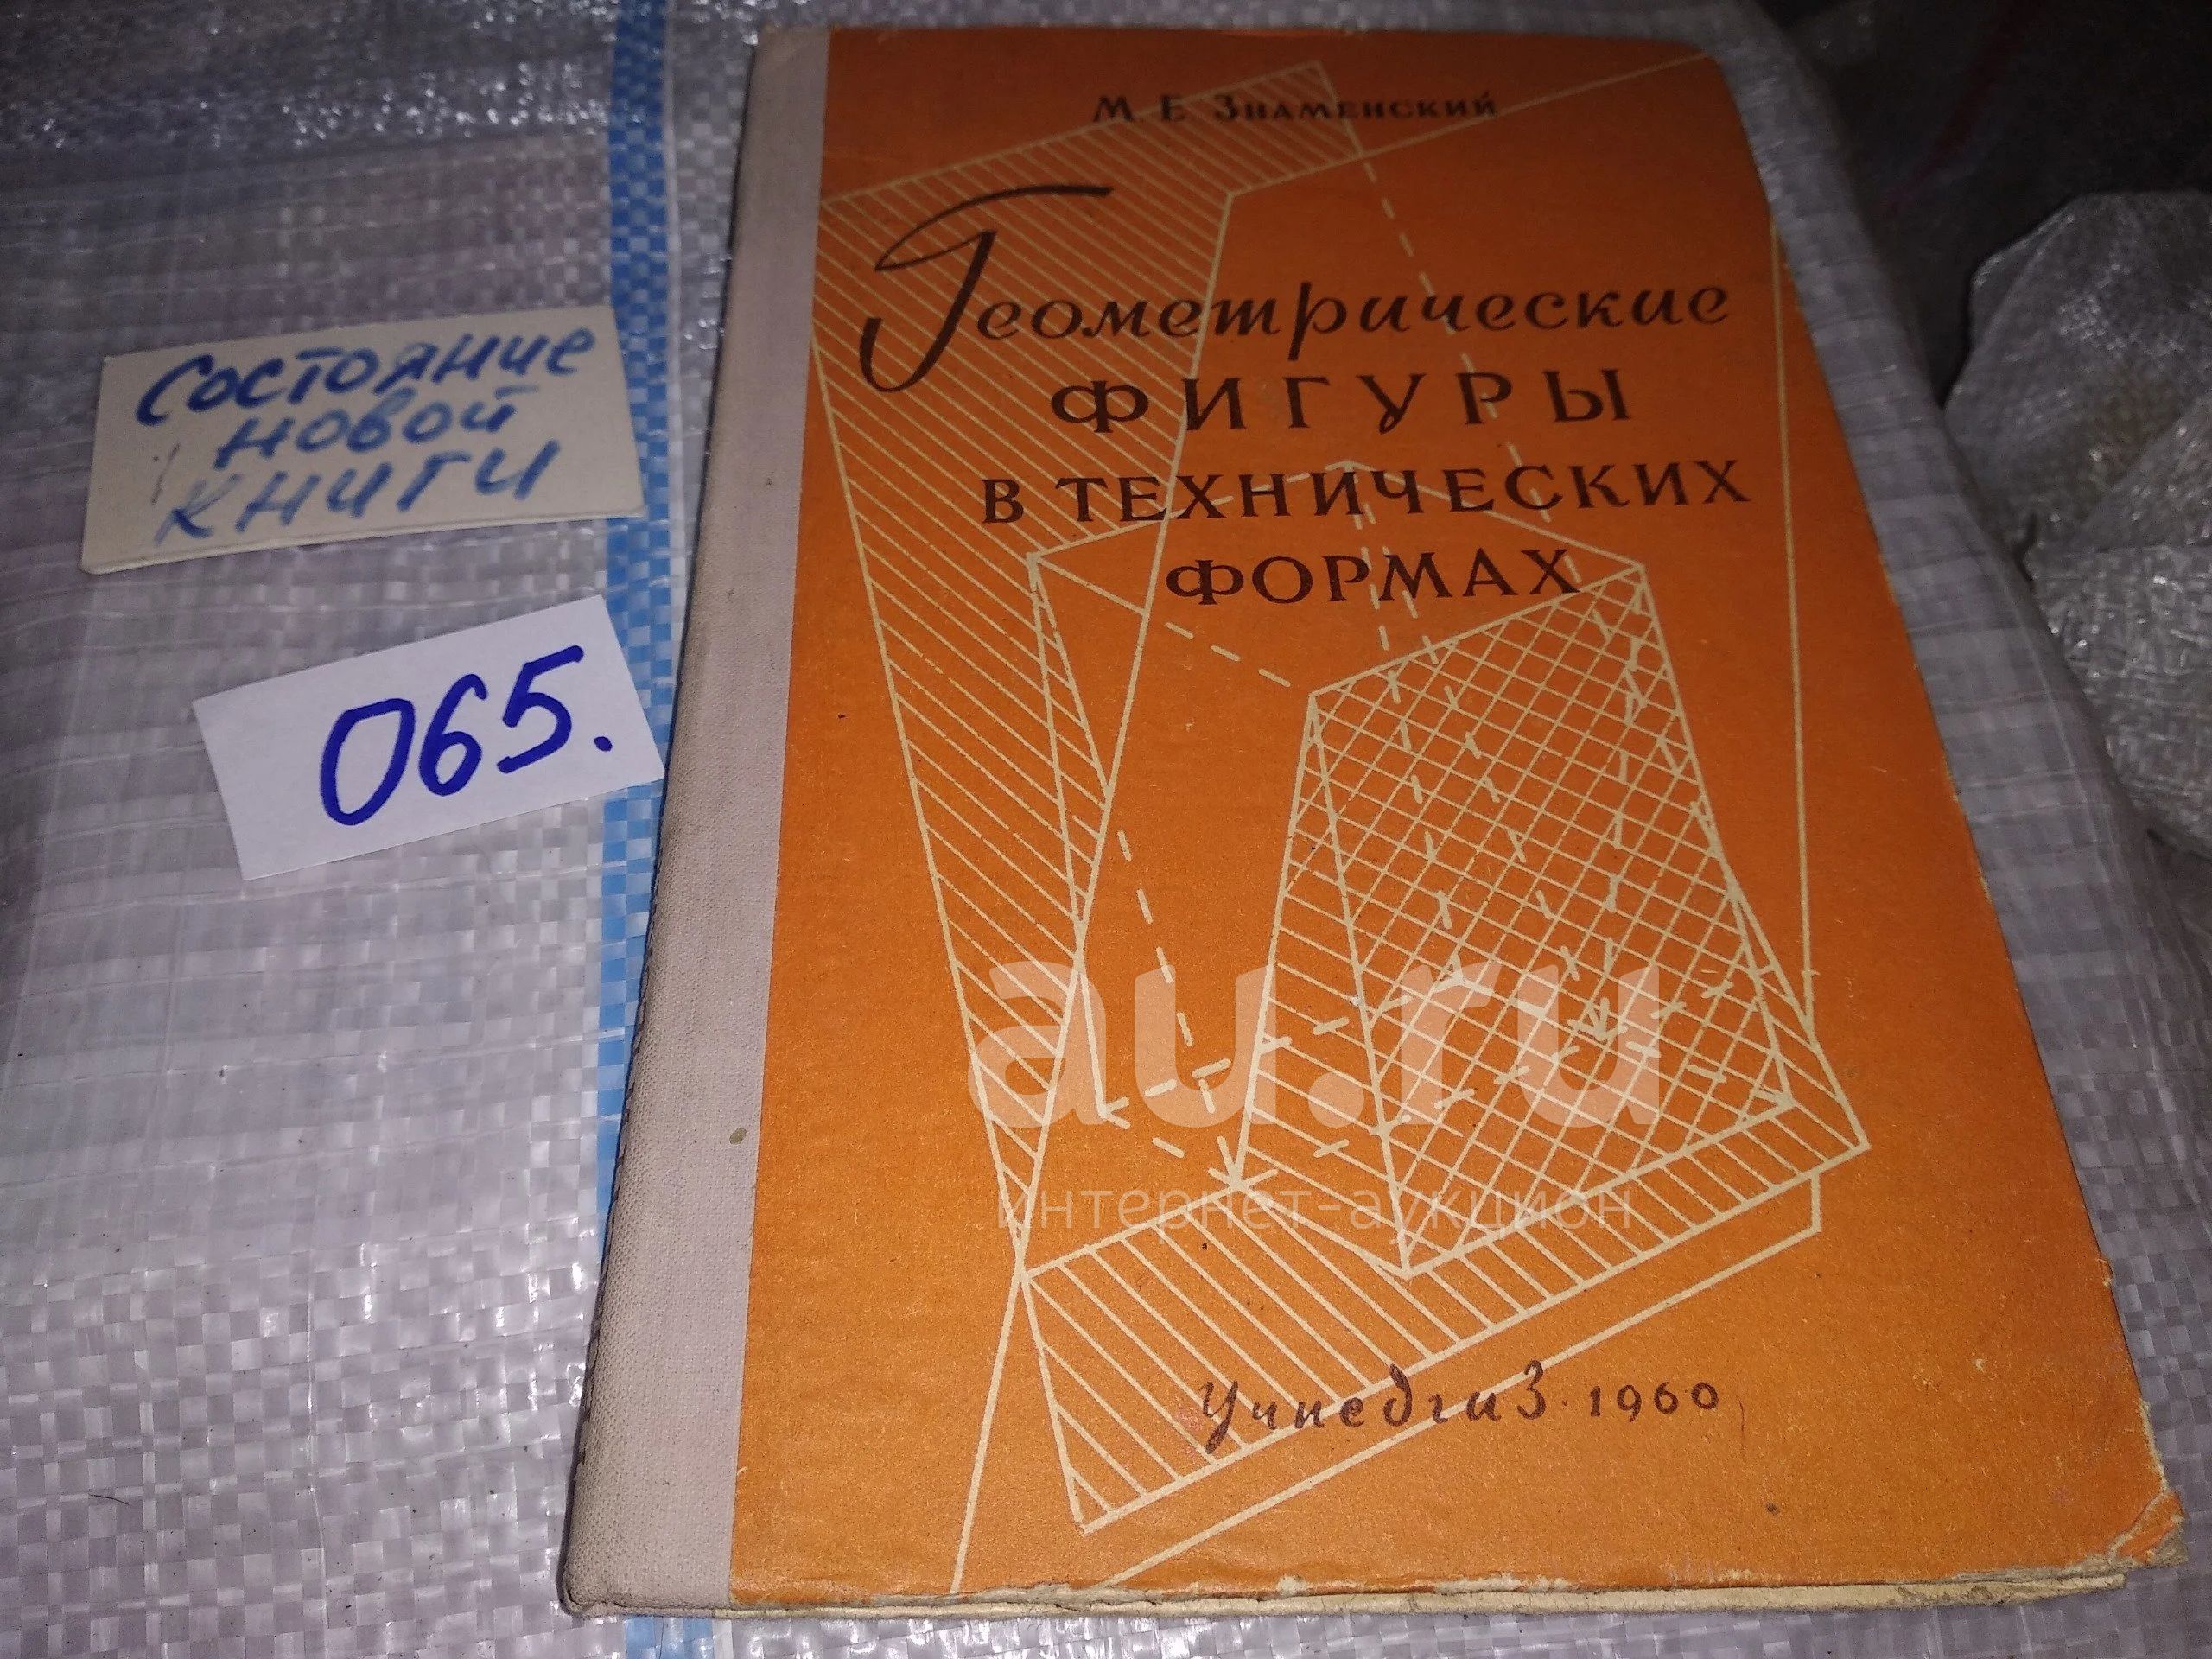 М Е Знаменский
Геометрические
ФИГУРЫ
В ТЕХНИЧЕСКИХ
ФОРМАХ
Учпедгиз. 1960
Состояние
новой
книги
065.
au.ru
интернет-аукцион